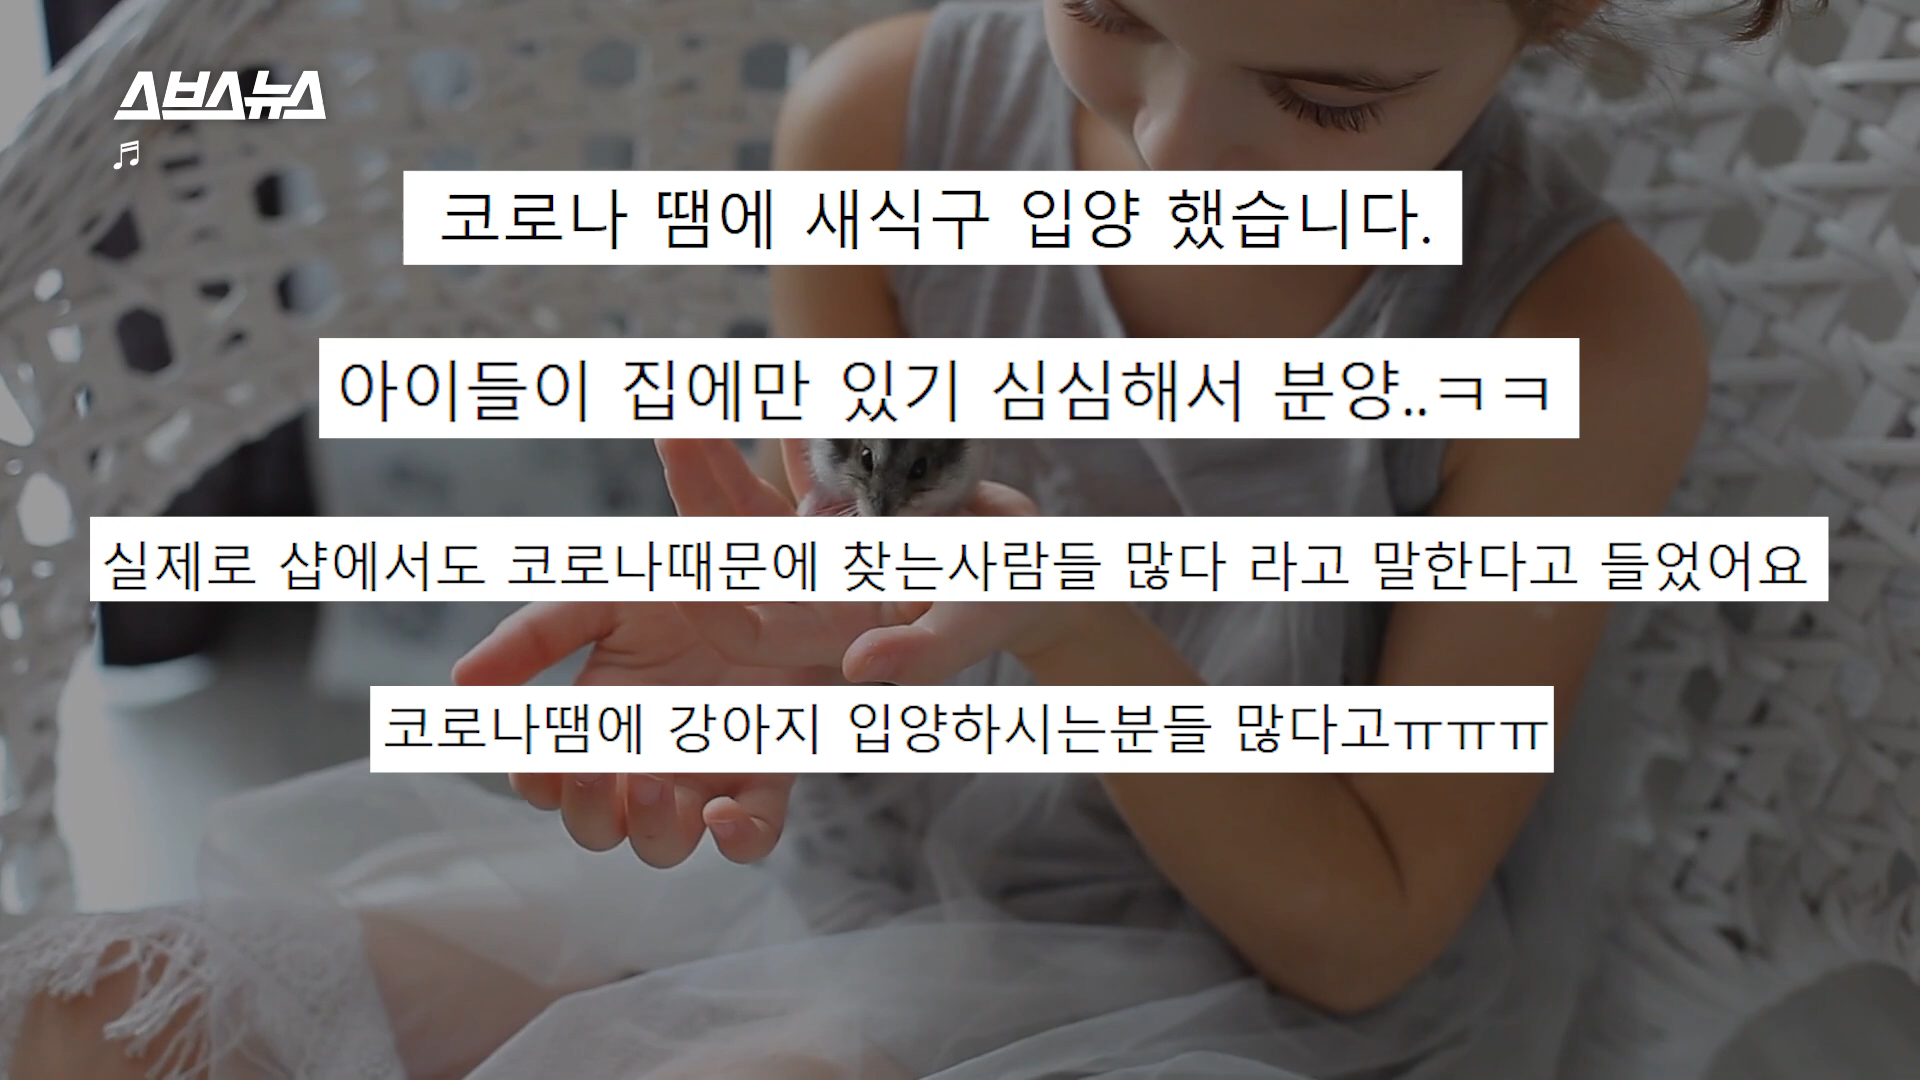 스브스뉴스
♬
코로나 땜에 새식구 입양 했습니다.
아이들이 집에만 있기 심심해서 분양..ㅋㅋ
실제로 샵에서도 코로나때문에 찾는사람들 많다 라고 말한다고 들었어요
코로나땜에 강아지 입양하시는분들 많다고ㅠㅠㅠ